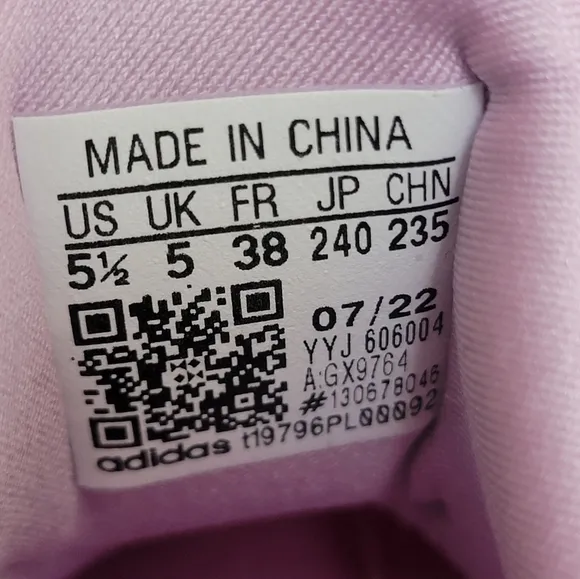 MADE IN CHINA
US UK FR JP CHN
5½ 5 38 240 235
07/22
YYJ 606004
A:GX9764
#130678046
adidas t19796PL00092